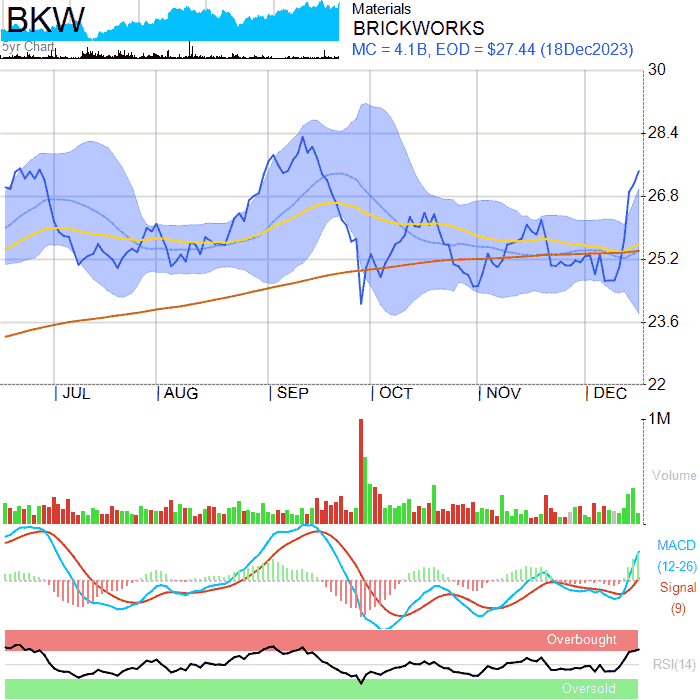 BKW
5yr Chart
Materials
BRICKWORKS
MC = 4.1B, EOD = $27.44 (18Dec2023)
30
28.4
26.8
25.2
23.6
22
JUL
AUG
SEP
OCT
NOV
DEC
1M
Volume
MACD
(12-26)
Signal
(9)
Overbought
RSI(14)
Oversold